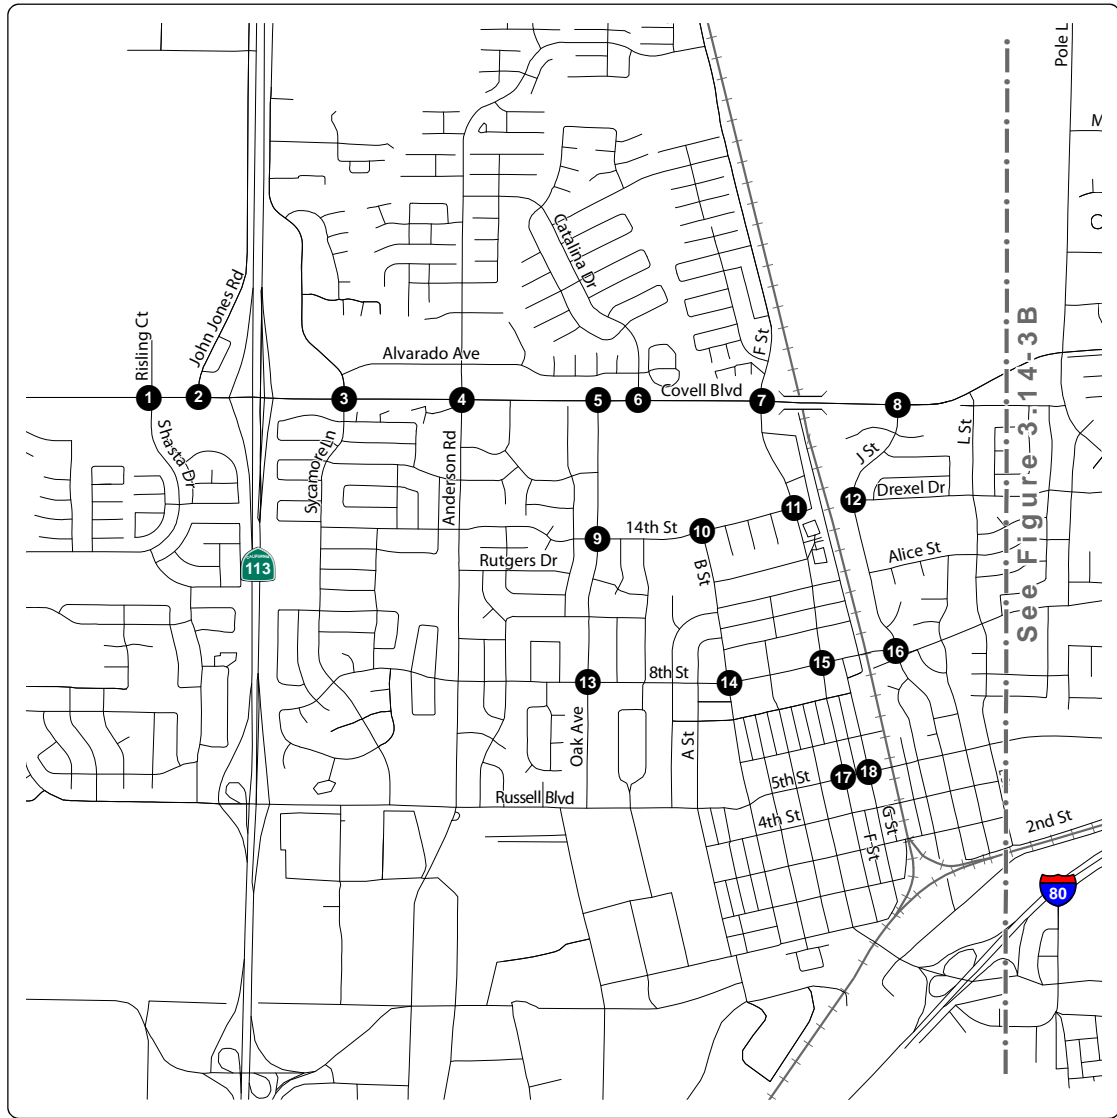 Pole L
M
O
Catalina Dr
John Jones Rd
Risling Ct
F St
Alvarado Ave
See Figure 3.14-3B
Covell Blvd
1
2
3
4
5
6
7
8
Shasta Dr
Sycamore Ln
Anderson Rd
J St
L St
Drexel Dr
12
11
14th St
10
9
B St
Alice St
Rutgers Dr
CALIFORNIA
113
16
15
8th St
13
14
Oak Ave
A St
5th St
17
18
Russell Blvd
4th St
G St
F St
2nd St
80